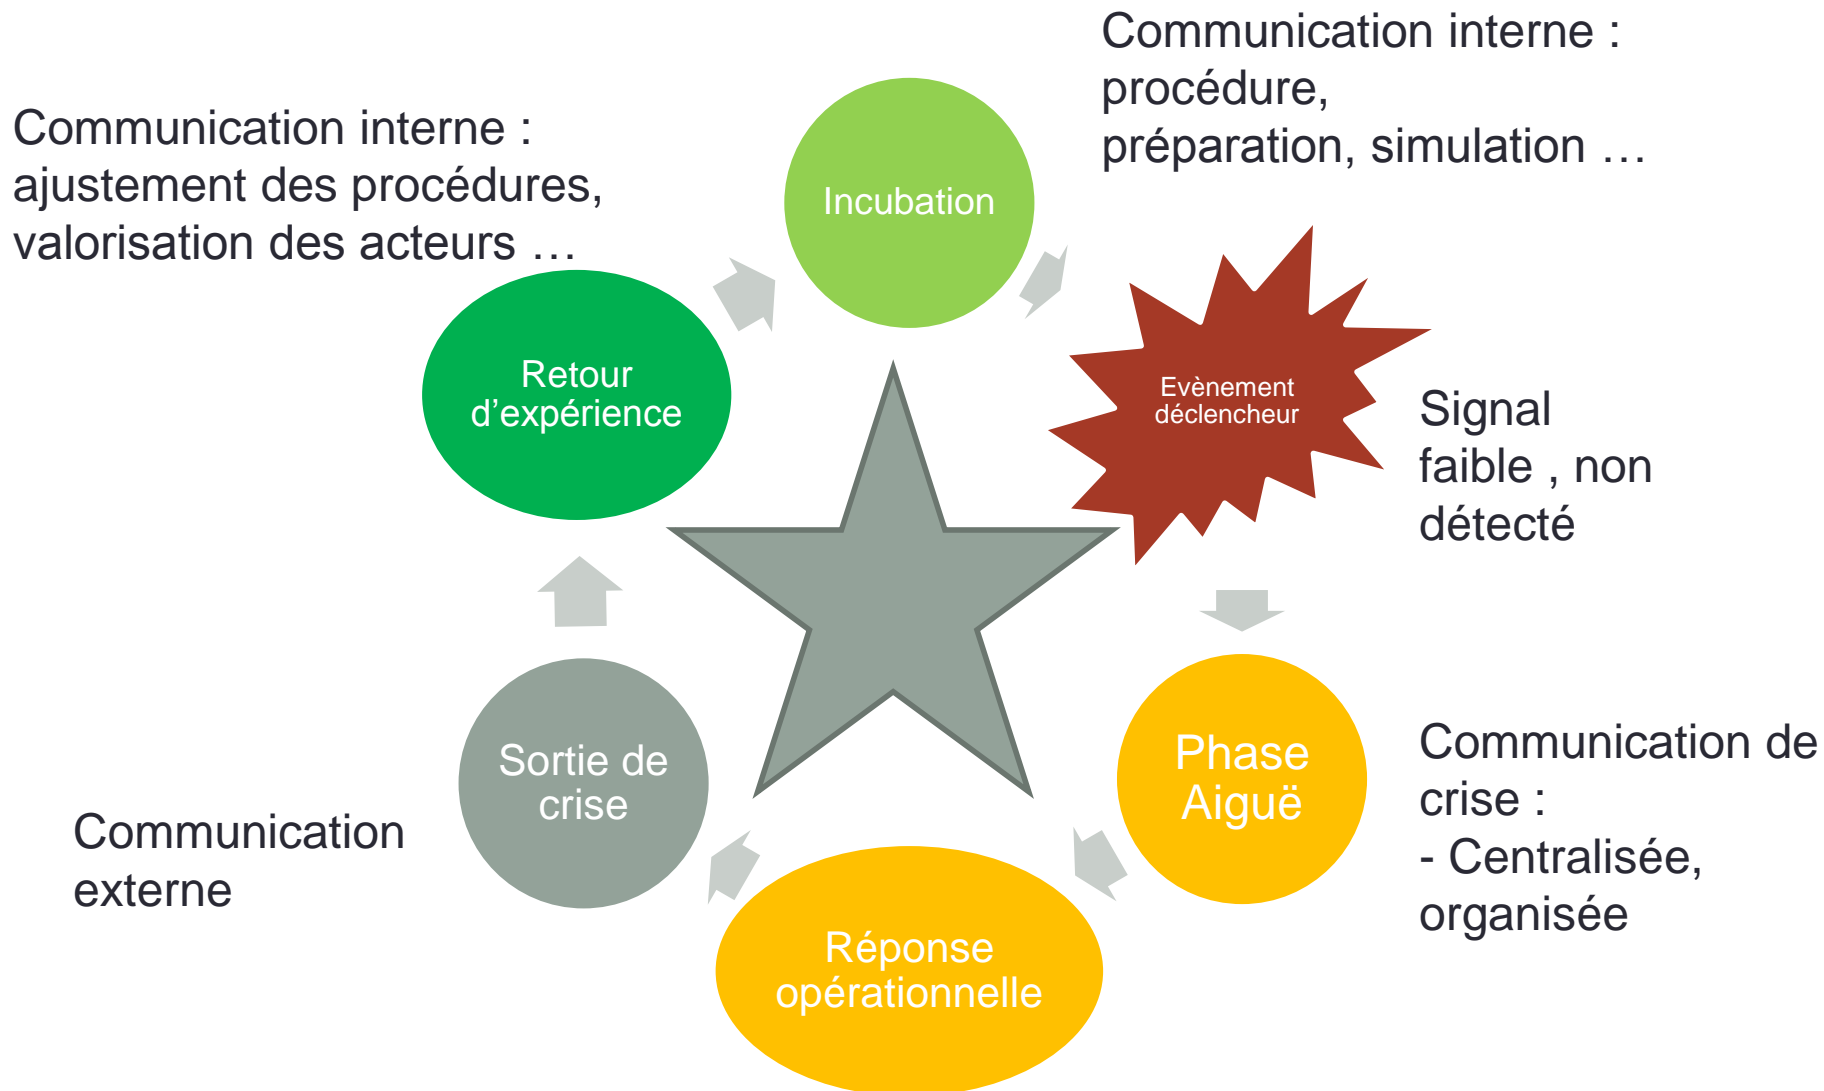 Communication interne :
procédure,
préparation, simulation …
Communication interne :
ajustement des procédures,
valorisation des acteurs …
Incubation
Evènement
déclencheur
Signal
faible , non
détecté
Retour
d’expérience
Phase
Aiguë
Communication de
crise :
- Centralisée,
organisée
Sortie de
crise
Communication
externe
Réponse
opérationnelle